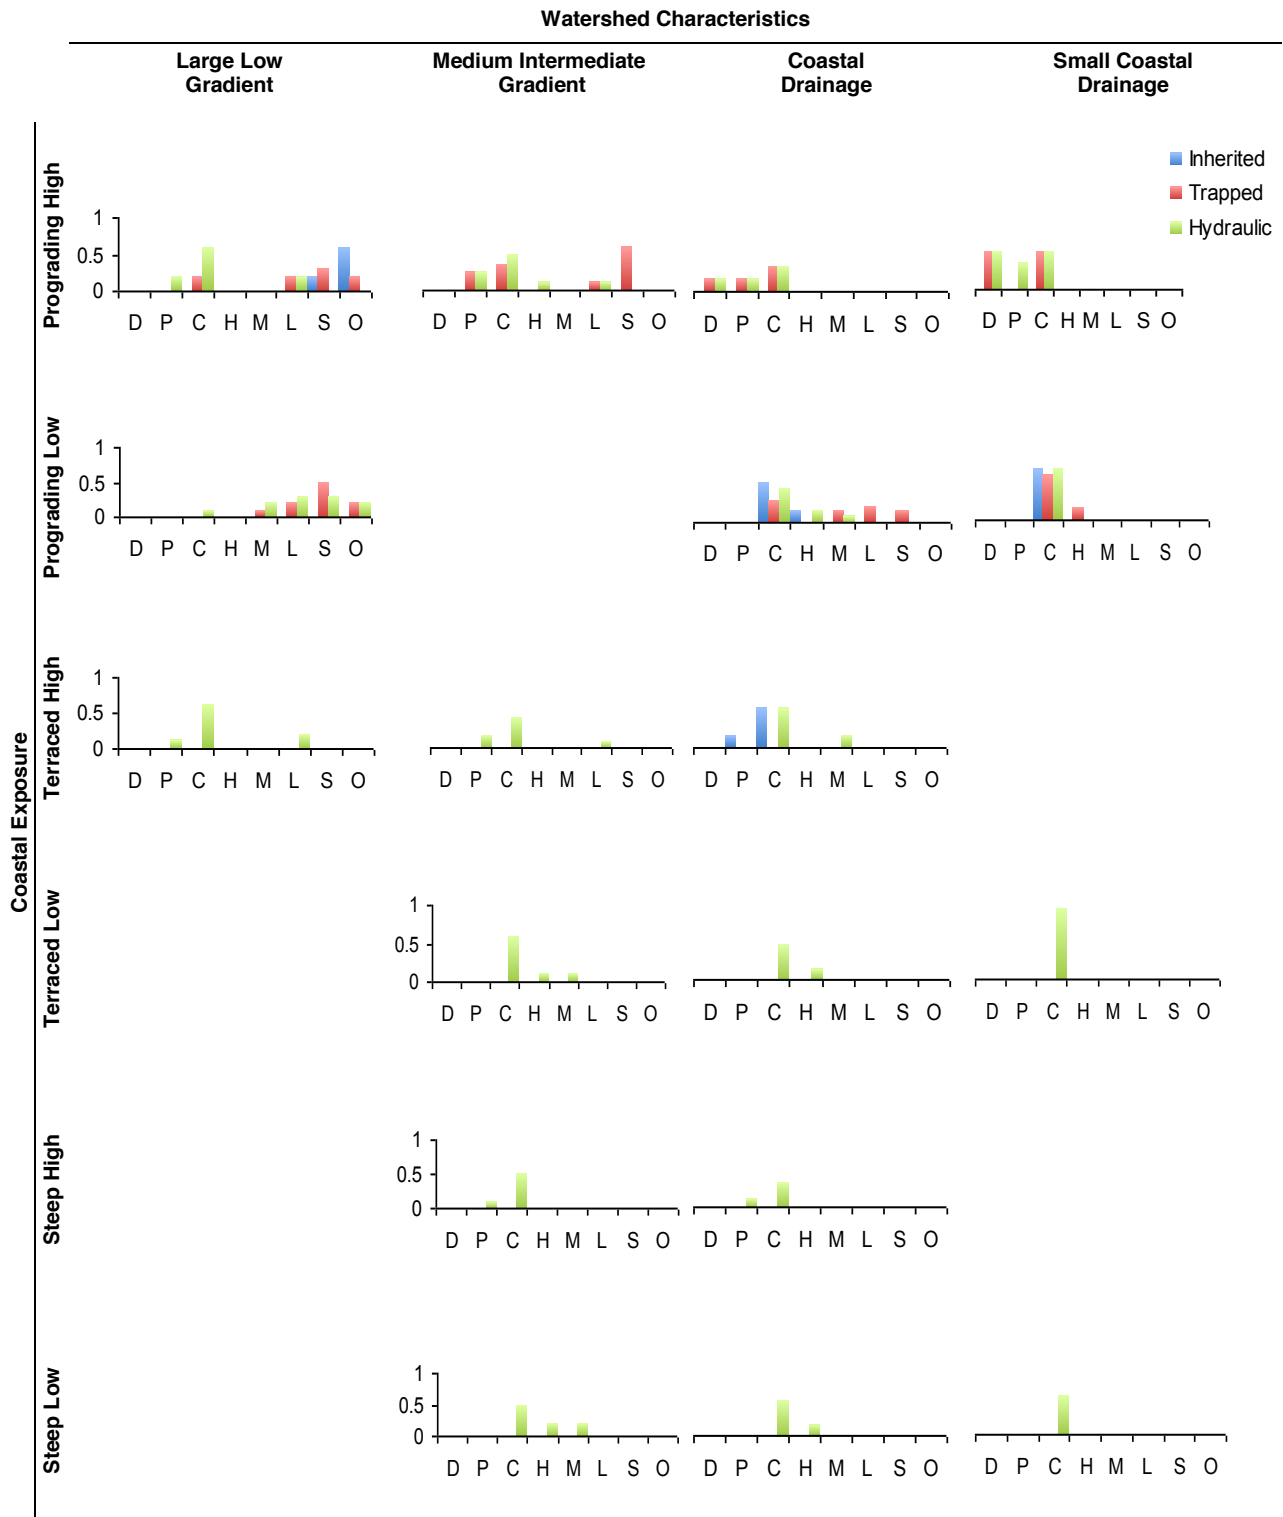 Watershed Characteristics
Large Low
Gradient
Medium Intermediate
Gradient
Coastal
Drainage
Small Coastal
Drainage
Coastal Exposure
Prograding High
Inherited
Trapped
Hydraulic
1
0.5
0
D P C H M L S O
D P C H M L S O
D P C H M L S O
D P C H M L S O
Prograding Low
1
0.5
0
D P C H M L S O
D P C H M L S O
D P C H M L S O
Terraced High
1
0.5
0
D P C H M L S O
D P C H M L S O
D P C H M L S O
Terraced Low
1
0.5
0
D P C H M L S O
D P C H M L S O
D P C H M L S O
Steep High
1
0.5
0
D P C H M L S O
D P C H M L S O
Steep Low
1
0.5
0
D P C H M L S O
D P C H M L S O
D P C H M L S O